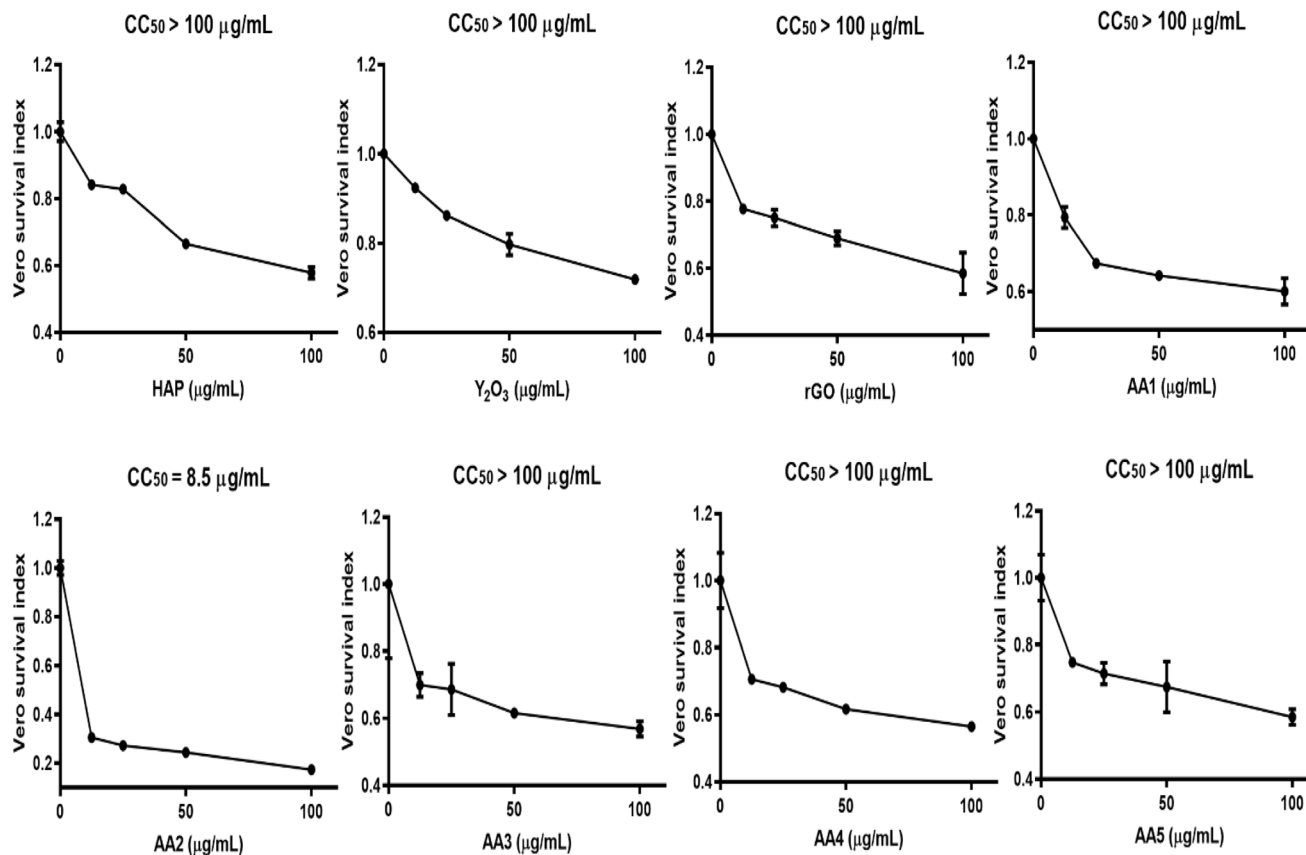 CC₅₀ > 100 μg/mL
Vero survival index
1.2
1.0
0.8
0.6
0.4
0 50 100
HAP (μg/mL)
CC₅₀ > 100 μg/mL
Vero survival index
1.2
1.0
0.8
0.6
0 50 100
Y₂O₃ (μg/mL)
CC₅₀ > 100 μg/mL
Vero survival index
1.2
1.0
0.8
0.6
0.4
0 50 100
rGO (μg/mL)
CC₅₀ > 100 μg/mL
Vero survival index
1.2
1.0
0.8
0.6
0 50 100
AA1 (μg/mL)
CC₅₀ = 8.5 μg/mL
Vero survival index
1.2
1.0
0.8
0.6
0.4
0.2
0 50 100
AA2 (μg/mL)
CC₅₀ > 100 μg/mL
Vero survival index
1.2
1.0
0.8
0.6
0.4
0 50 100
AA3 (μg/mL)
CC₅₀ > 100 μg/mL
Vero survival index
1.2
1.0
0.8
0.6
0.4
0 50 100
AA4 (μg/mL)
CC₅₀ > 100 μg/mL
Vero survival index
1.2
1.0
0.8
0.6
0.4
0 50 100
AA5 (μg/mL)